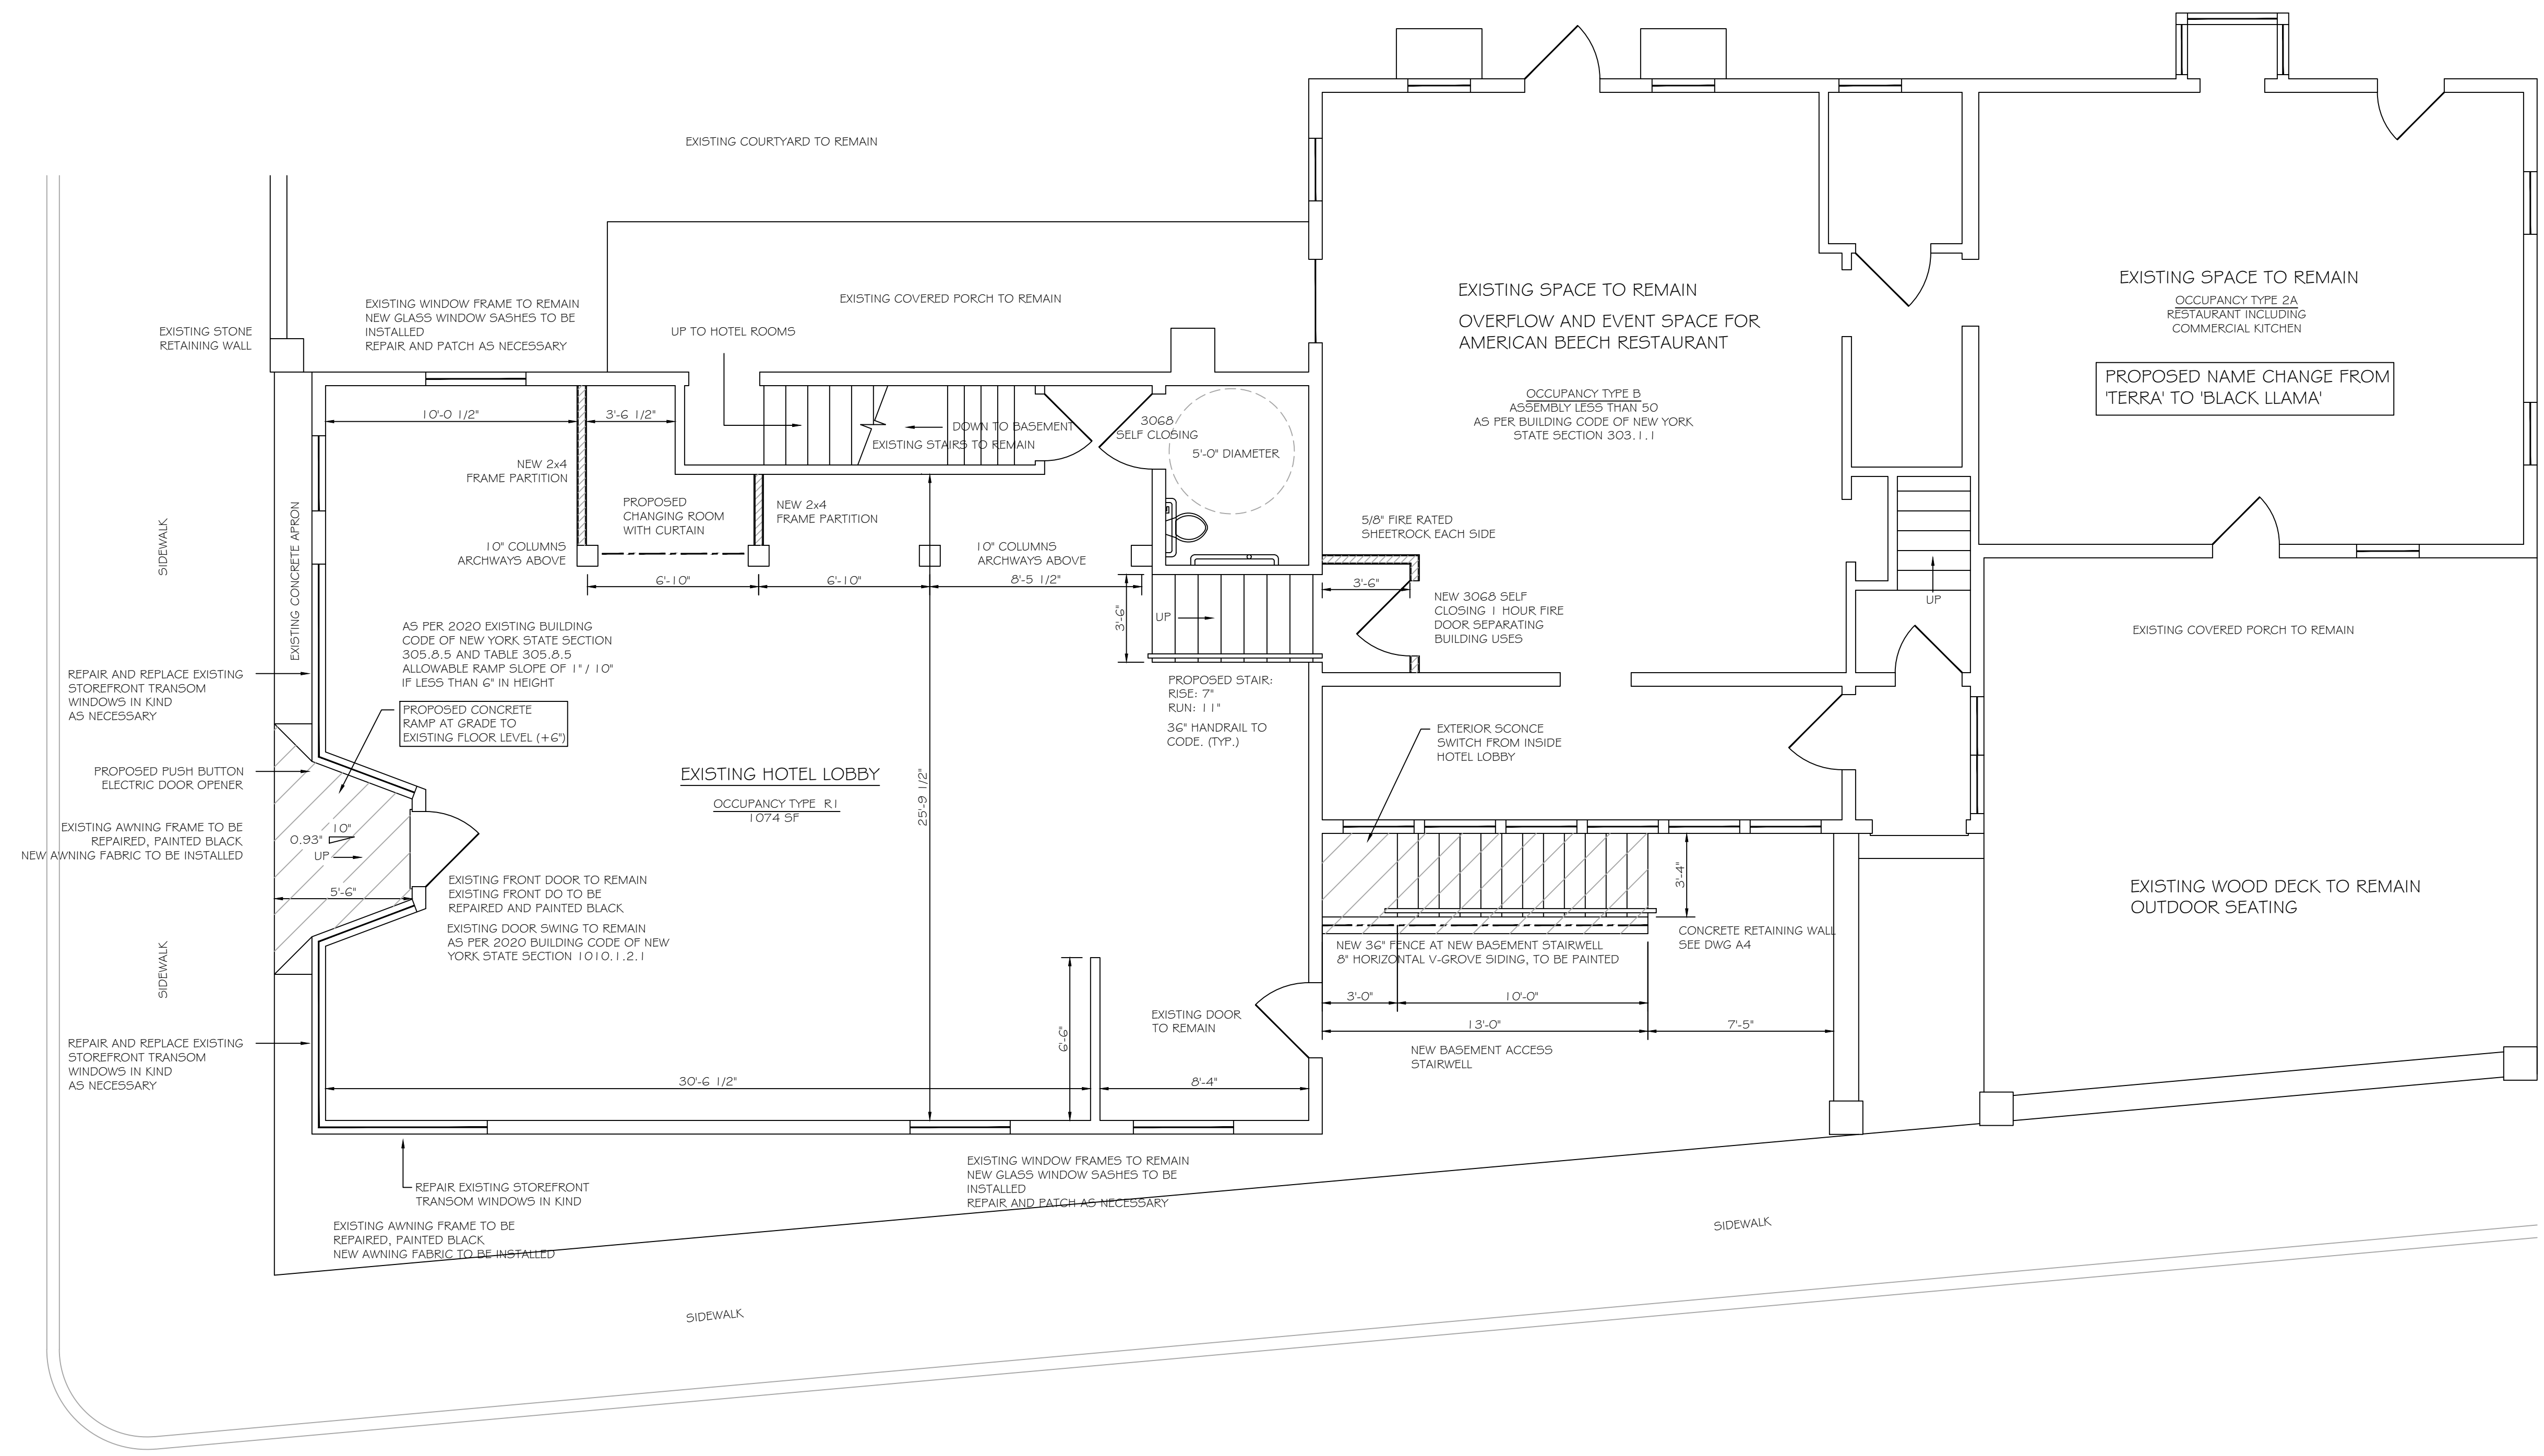 EXISTING COURTYARD TO REMAIN
EXISTING COVERED PORCH TO REMAIN
EXISTING STONE
RETAINING WALL
EXISTING WINDOW FRAME TO REMAIN
NEW GLASS WINDOW SASHES TO BE
INSTALLED
REPAIR AND PATCH AS NECESSARY
UP TO HOTEL ROOMS
10'-0 1/2"
3'-6 1/2"
DOWN TO BASEMENT
EXISTING STAIRS TO REMAIN
3068
SELF CLOSING
5'-0" DIAMETER
NEW 2x4
FRAME PARTITION
PROPOSED
CHANGING ROOM
WITH CURTAIN
NEW 2x4
FRAME PARTITION
10" COLUMNS
ARCHWAYS ABOVE
10" COLUMNS
ARCHWAYS ABOVE
6'-10"
6'-10"
8'-5 1/2"
3'-6"
UP
SIDEWALK
EXISTING CONCRETE APRON
AS PER 2020 EXISTING BUILDING
CODE OF NEW YORK STATE SECTION
305.8.5 AND TABLE 305.8.5
ALLOWABLE RAMP SLOPE OF 1" / 10"
IF LESS THAN 6" IN HEIGHT
REPAIR AND REPLACE EXISTING
STOREFRONT TRANSOM
WINDOWS IN KIND
AS NECESSARY
PROPOSED CONCRETE
RAMP AT GRADE TO
EXISTING FLOOR LEVEL (+6")
PROPOSED PUSH BUTTON
ELECTRIC DOOR OPENER
EXISTING AWNING FRAME TO BE
REPAIRED, PAINTED BLACK
NEW AWNING FABRIC TO BE INSTALLED
10"
0.93"
UP
5'-6"
EXISTING HOTEL LOBBY
OCCUPANCY TYPE R1
1074 SF
25'-9 1/2"
PROPOSED STAIR:
RISE: 7"
RUN: 11"
36" HANDRAIL TO
CODE. (TYP.)
EXISTING FRONT DOOR TO REMAIN
EXISTING FRONT DO TO BE
REPAIRED AND PAINTED BLACK
EXISTING DOOR SWING TO REMAIN
AS PER 2020 BUILDING CODE OF NEW
YORK STATE SECTION 1010.1.2.1
SIDEWALK
REPAIR AND REPLACE EXISTING
STOREFRONT TRANSOM
WINDOWS IN KIND
AS NECESSARY
6'-6"
EXISTING DOOR
TO REMAIN
30'-6 1/2"
8'-4"
REPAIR EXISTING STOREFRONT
TRANSOM WINDOWS IN KIND
EXISTING AWNING FRAME TO BE
REPAIRED, PAINTED BLACK
NEW AWNING FABRIC TO BE INSTALLED
EXISTING WINDOW FRAMES TO REMAIN
NEW GLASS WINDOW SASHES TO BE
INSTALLED
REPAIR AND PATCH AS NECESSARY
SIDEWALK
SIDEWALK
EXISTING SPACE TO REMAIN
OVERFLOW AND EVENT SPACE FOR
AMERICAN BEECH RESTAURANT
OCCUPANCY TYPE B
ASSEMBLY LESS THAN 50
AS PER BUILDING CODE OF NEW YORK
STATE SECTION 303.1.1
5/8" FIRE RATED
SHEETROCK EACH SIDE
3'-6"
NEW 3068 SELF
CLOSING 1 HOUR FIRE
DOOR SEPARATING
BUILDING USES
EXTERIOR SCONCE
SWITCH FROM INSIDE
HOTEL LOBBY
3'-4"
CONCRETE RETAINING WALL
SEE DWG A4
NEW 36" FENCE AT NEW BASEMENT STAIRWELL
8" HORIZONTAL V-GROVE SIDING, TO BE PAINTED
3'-0"
10'-0"
13'-0"
7'-5"
NEW BASEMENT ACCESS
STAIRWELL
UP
EXISTING SPACE TO REMAIN
OCCUPANCY TYPE 2A
RESTAURANT INCLUDING
COMMERCIAL KITCHEN
PROPOSED NAME CHANGE FROM
'TERRA' TO 'BLACK LLAMA'
EXISTING COVERED PORCH TO REMAIN
EXISTING WOOD DECK TO REMAIN
OUTDOOR SEATING